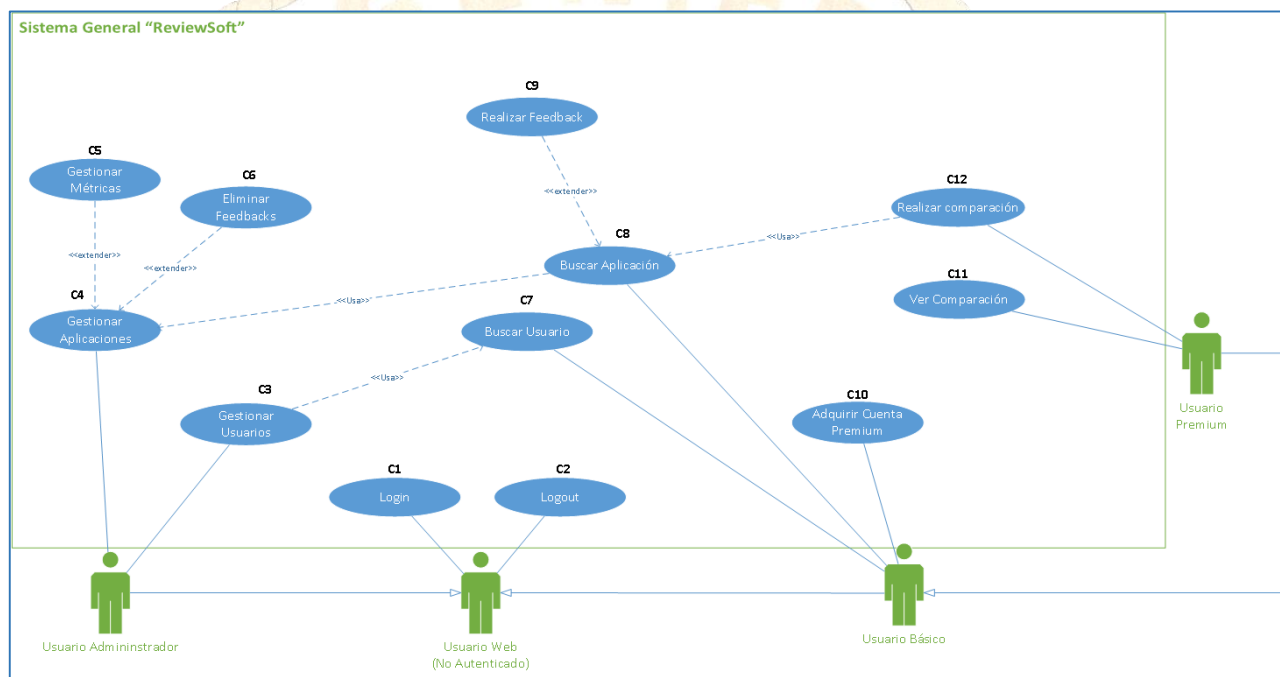 Sistema General “ReviewSoft”
C9
Realizar Feedback
C5
Gestionar
Métricas
C6
Eliminar
Feedbacks
<<extender>>
C12
Realizar comparación
<<extender>>
<<extender>>
C8
Buscar Aplicación
<<Usa>>
C4
Gestionar
Aplicaciones
<<Usa>>
C7
Buscar Usuario
C11
Ver Comparación
<<Usa>>
C3
Gestionar
Usuarios
C10
Adquirir Cuenta
Premium
Usuario
Premium
C1
Login
C2
Logout
Usuario Admininstrador
Usuario Web
(No Autenticado)
Usuario Básico